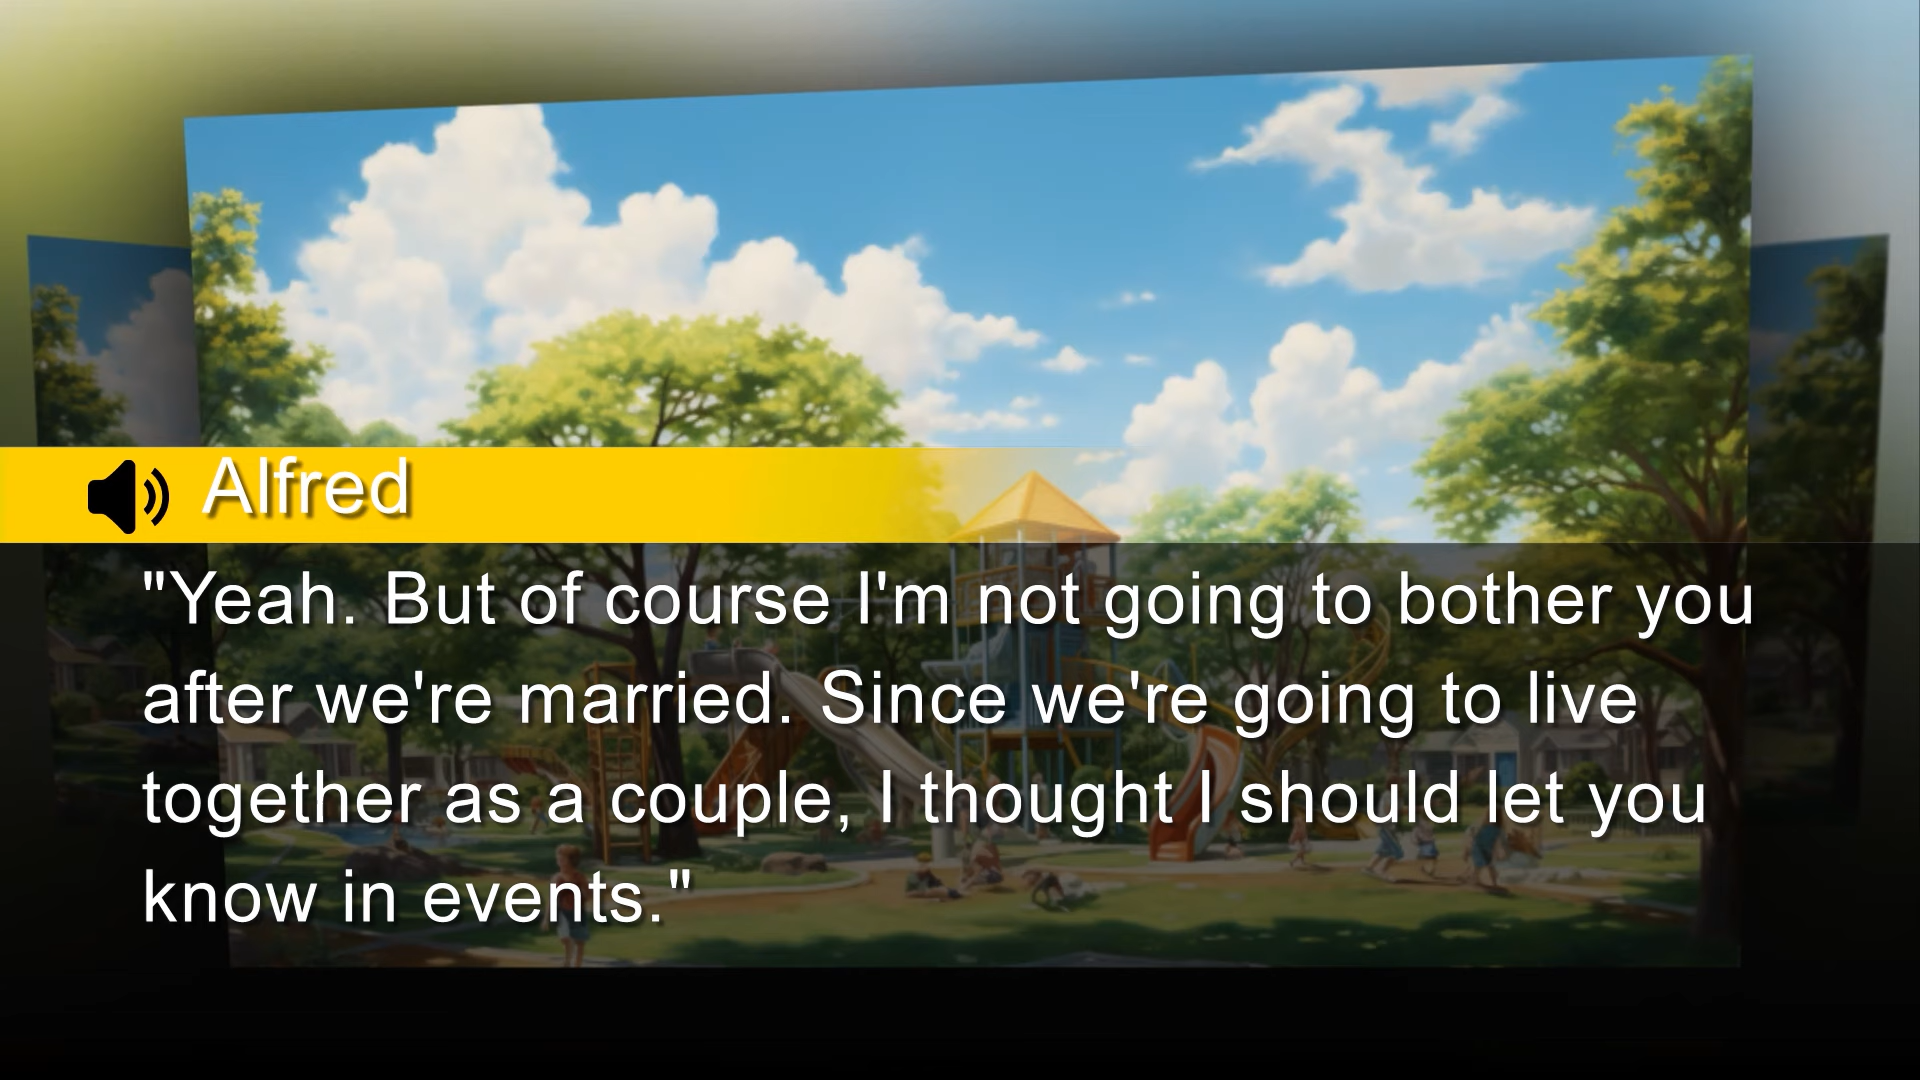 Alfred
"Yeah. But of course I'm not going to bother you
after we're married. Since we're going to live
together as a couple, I thought I should let you
know in events."